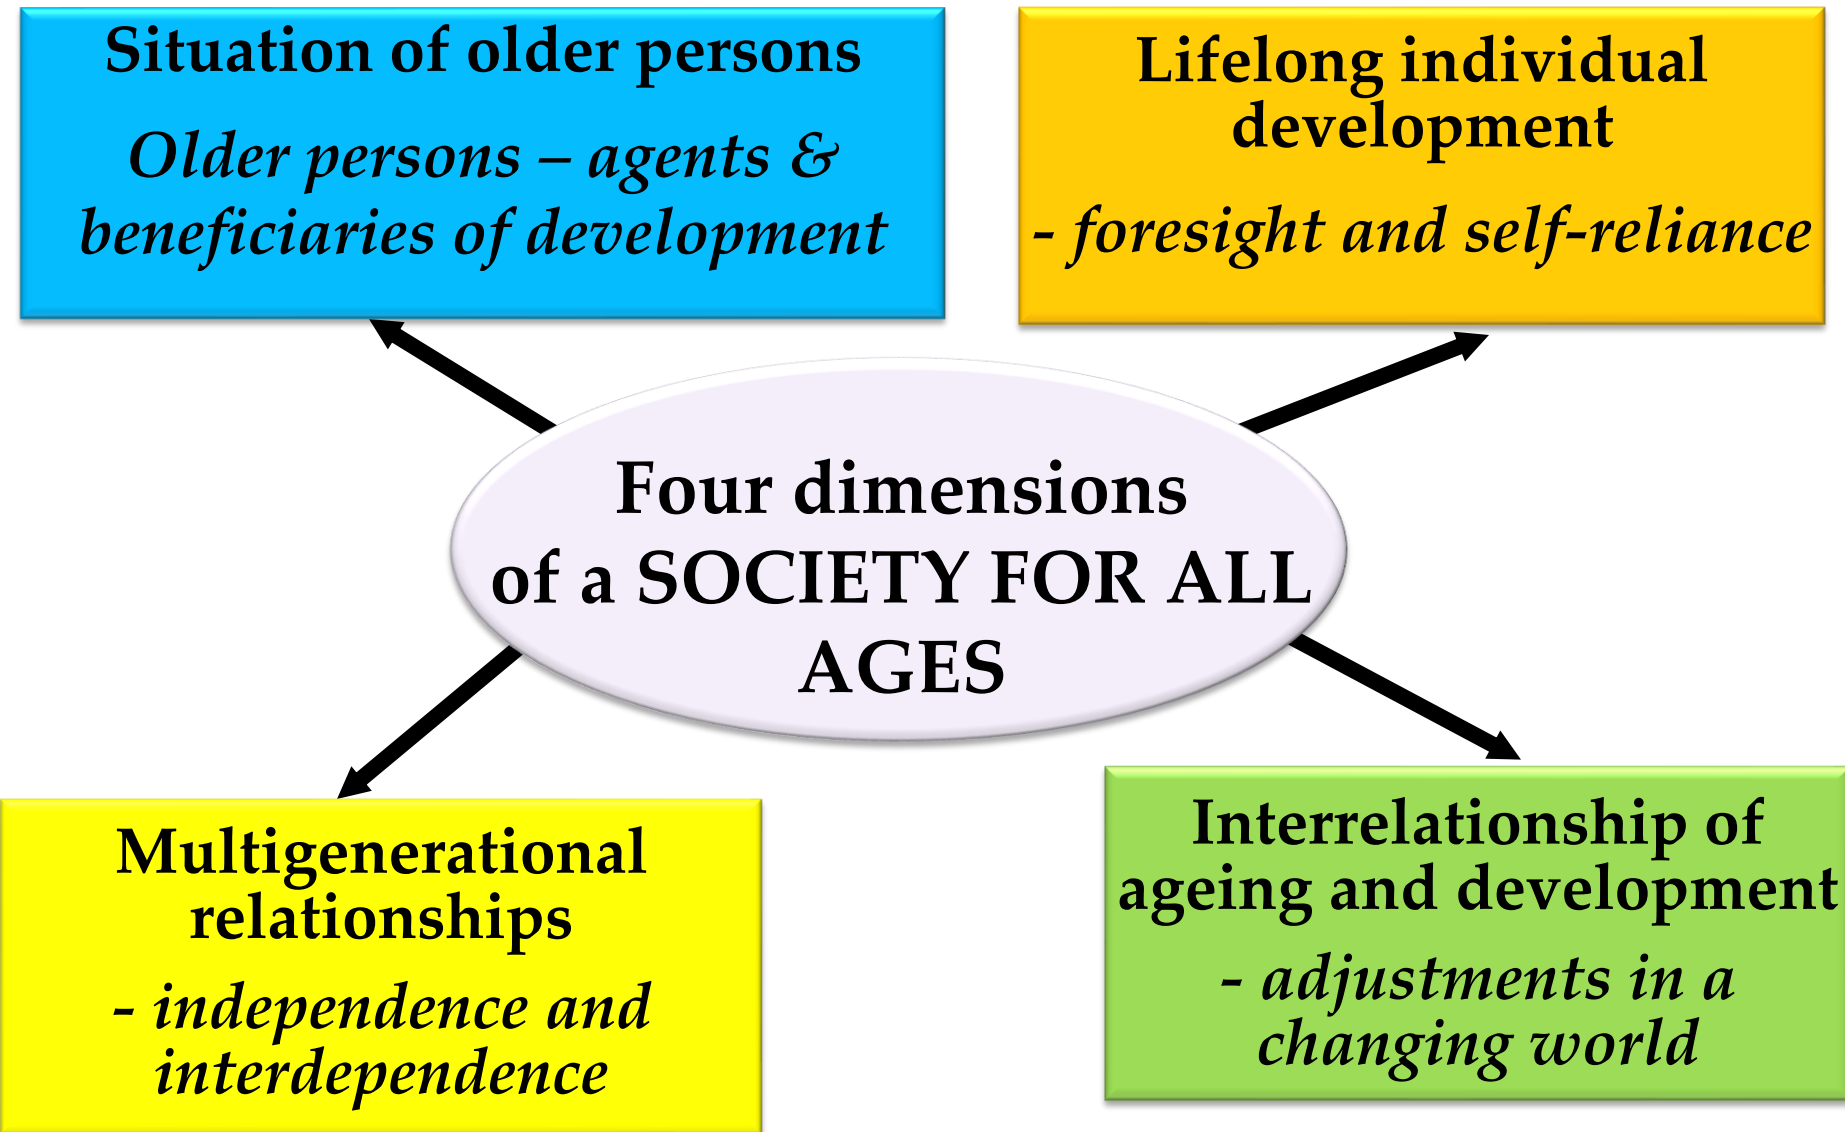 Situation of older persons
Older persons – agents &
beneficiaries of development
Lifelong individual
development
- foresight and self-reliance
Four dimensions
of a SOCIETY FOR ALL
AGES
Multigenerational
relationships
- independence and
interdependence
Interrelationship of
ageing and development
- adjustments in a
changing world